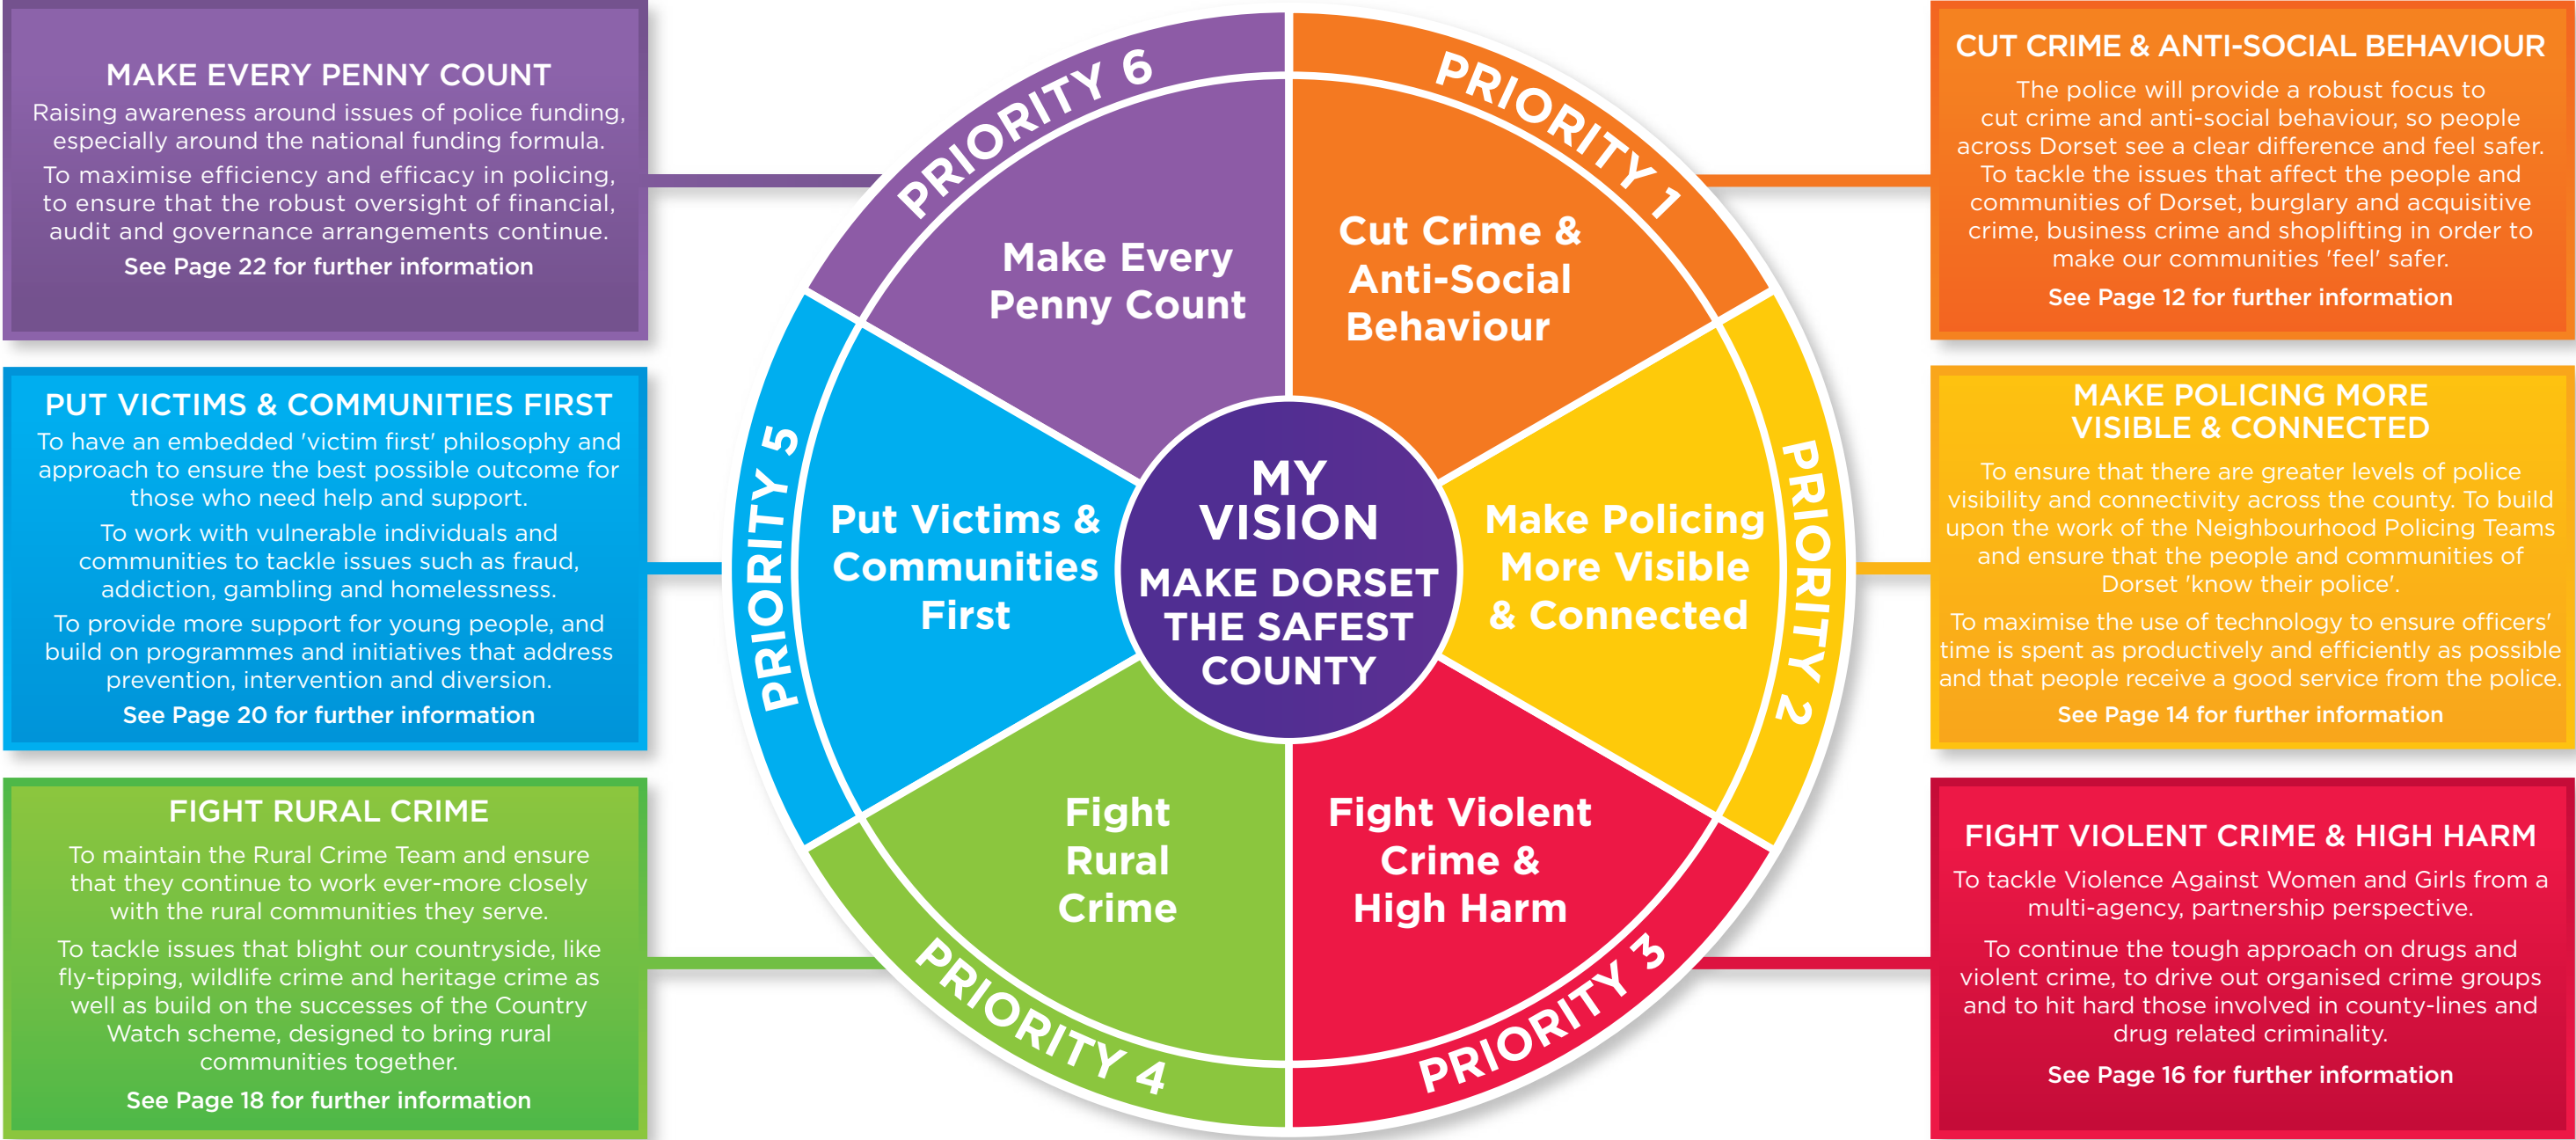 MAKE EVERY PENNY COUNT
Raising awareness around issues of police funding,
especially around the national funding formula.
To maximise efficiency and efficacy in policing,
to ensure that the robust oversight of financial,
audit and governance arrangements continue.
See Page 22 for further information
PUT VICTIMS & COMMUNITIES FIRST
To have an embedded 'victim first' philosophy and
approach to ensure the best possible outcome for
those who need help and support.
To work with vulnerable individuals and
communities to tackle issues such as fraud,
addiction, gambling and homelessness.
To provide more support for young people, and
build on programmes and initiatives that address
prevention, intervention and diversion.
See Page 20 for further information
FIGHT RURAL CRIME
To maintain the Rural Crime Team and ensure
that they continue to work ever-more closely
with the rural communities they serve.
To tackle issues that blight our countryside, like
fly-tipping, wildlife crime and heritage crime as
well as build on the successes of the Country
Watch scheme, designed to bring rural
communities together.
See Page 18 for further information
PRIORITY 6
Make Every
Penny Count
PRIORITY 1
Cut Crime &
Anti-Social
Behaviour
PRIORITY 5
Put Victims &
Communities
First
MY
VISION
MAKE DORSET
THE SAFEST
COUNTY
PRIORITY 2
Make Policing
More Visible
& Connected
PRIORITY 4
Fight
Rural
Crime
PRIORITY 3
Fight Violent
Crime &
High Harm
CUT CRIME & ANTI-SOCIAL BEHAVIOUR
The police will provide a robust focus to
cut crime and anti-social behaviour, so people
across Dorset see a clear difference and feel safer.
To tackle the issues that affect the people and
communities of Dorset, burglary and acquisitive
crime, business crime and shoplifting in order to
make our communities 'feel' safer.
See Page 12 for further information
MAKE POLICING MORE
VISIBLE & CONNECTED
To ensure that there are greater levels of police
visibility and connectivity across the county. To build
upon the work of the Neighbourhood Policing Teams
and ensure that the people and communities of
Dorset 'know their police'.
To maximise the use of technology to ensure officers'
time is spent as productively and efficiently as possible
and that people receive a good service from the police.
See Page 14 for further information
FIGHT VIOLENT CRIME & HIGH HARM
To tackle Violence Against Women and Girls from a
multi-agency, partnership perspective.
To continue the tough approach on drugs and
violent crime, to drive out organised crime groups
and to hit hard those involved in county-lines and
drug related criminality.
See Page 16 for further information